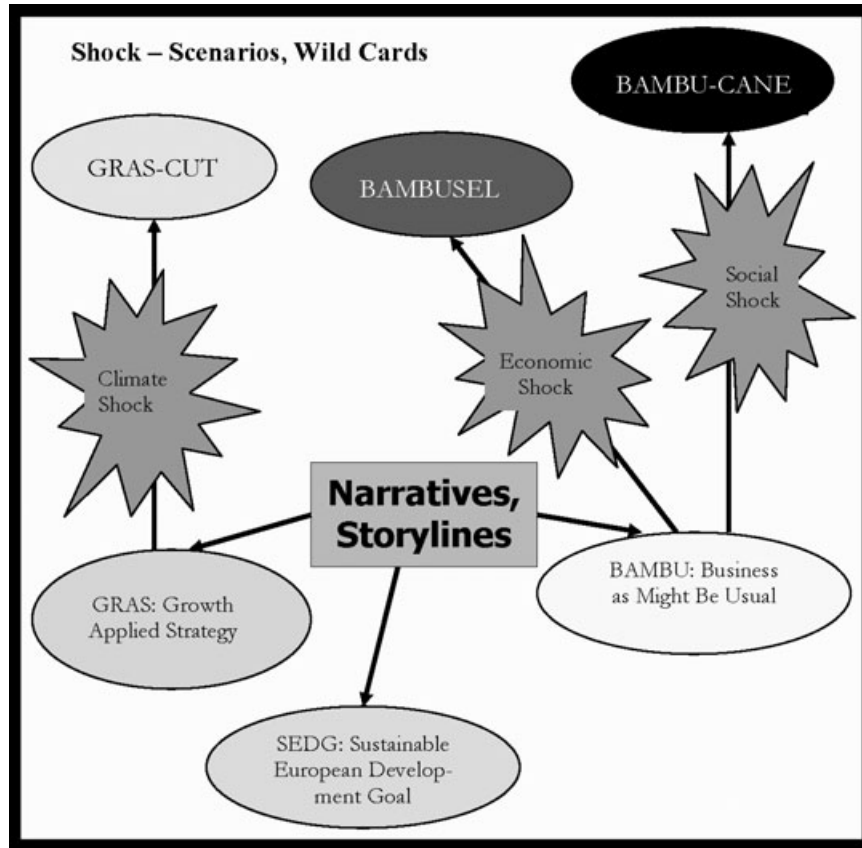 Shock – Scenarios, Wild Cards
BAMBU-CANE
GRAS-CUT
BAMBUSEL
Social
Shock
Climate
Shock
Economic
Shock
Narratives,
Storylines
GRAS: Growth
Applied Strategy
BAMBU: Business
as Might Be Usual
SEDG: Sustainable
European Develop-
ment Goal